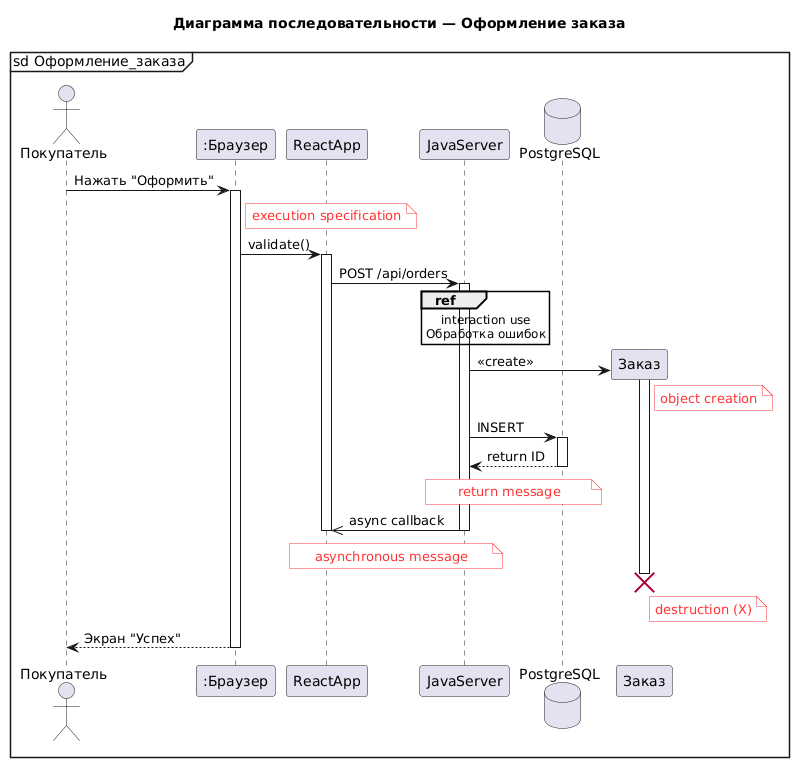 Диаграмма последовательности — Оформление заказа
sd Оформление_заказа
Покупатель
:Браузер
ReactApp
JavaServer
PostgreSQL
Нажать "Оформить"
execution specification
validate()
POST /api/orders
ref
interaction use
Обработка ошибок
«create»
Заказ
object creation
INSERT
return ID
return message
async callback
asynchronous message
destruction (X)
Экран "Успех"
Покупатель
:Браузер
ReactApp
JavaServer
PostgreSQL
Заказ